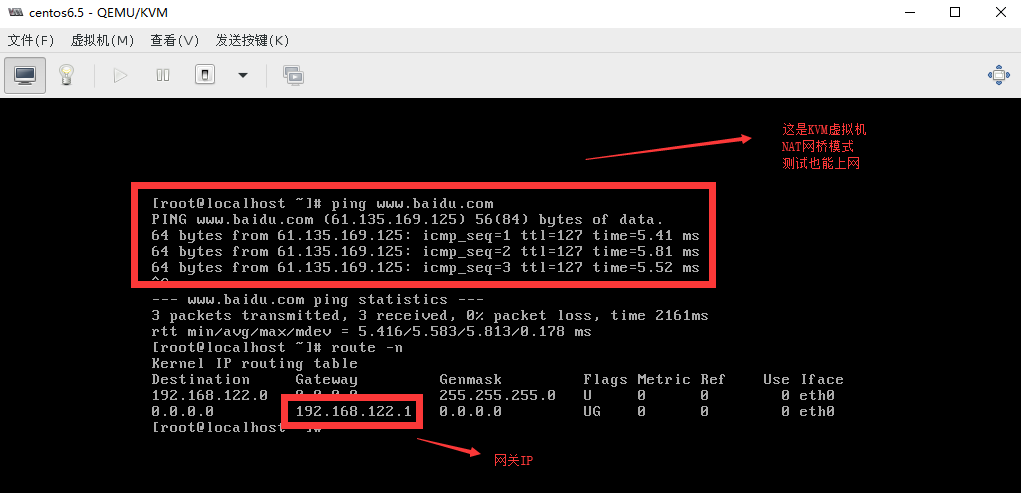 centos6.5 - QEMU/KVM
文件(F) 虚拟机(M) 查看(V) 发送按键(K)
这是KVM虚拟机
NAT网桥模式
测试也能上网
[root@localhost ~]# ping www.baidu.com
PING www.baidu.com (61.135.169.125) 56(84) bytes of data.
64 bytes from 61.135.169.125: icmp_seq=1 ttl=127 time=5.41 ms
64 bytes from 61.135.169.125: icmp_seq=2 ttl=127 time=5.81 ms
64 bytes from 61.135.169.125: icmp_seq=3 ttl=127 time=5.52 ms
--- www.baidu.com ping statistics ---
3 packets transmitted, 3 received, 0% packet loss, time 2161ms
rtt min/avg/max/mdev = 5.416/5.583/5.813/0.178 ms
[root@localhost ~]# route -n
Kernel IP routing table
Destination Gateway Genmask Flags Metric Ref Use Iface
192.168.122.0 0.0.0.0 255.255.255.0 U 0 0 0 eth0
0.0.0.0 192.168.122.1 0.0.0.0 UG 0 0 0 eth0
[root@localhost ~]#
网关IP